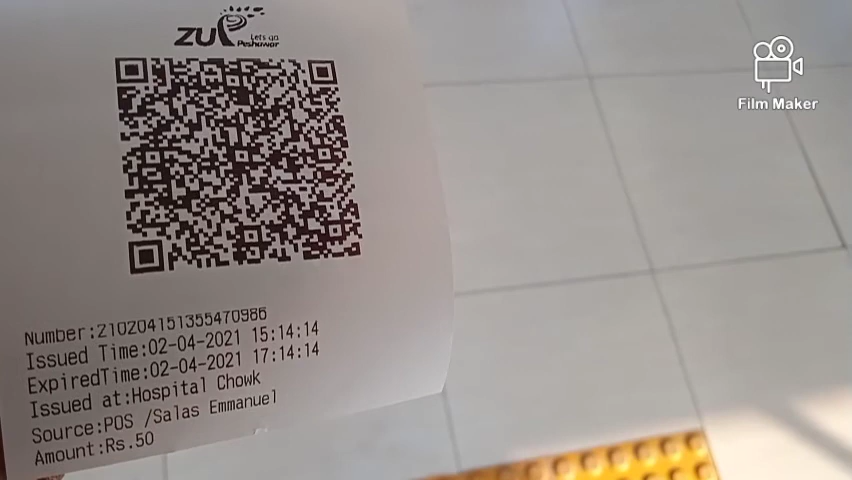 ZU
Lets go
Peshawar
Film Maker
Number:210204151355470986
Issued Time:02-04-2021 15:14:14
ExpiredTime:02-04-2021 17:14:14
Issued at:Hospital Chowk
Source:POS /Salas Emmanuel
Amount:Rs.50